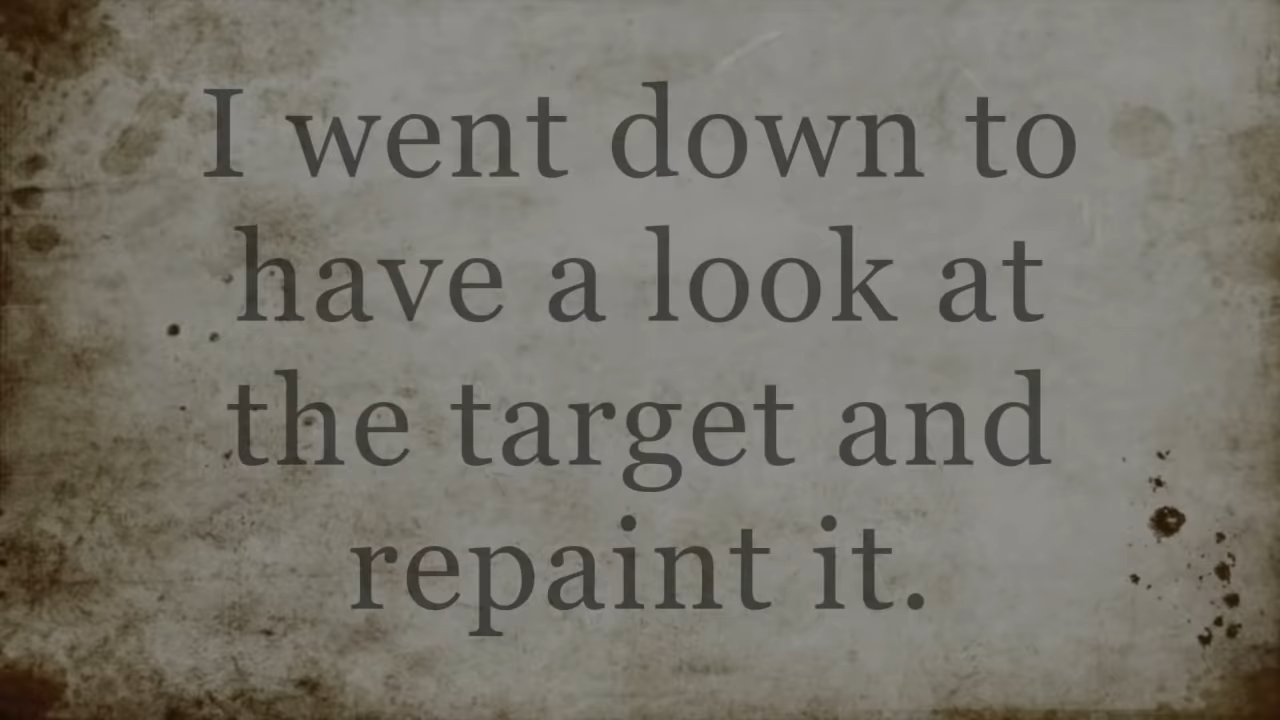 I went down to
have a look at
the target and
repaint it.